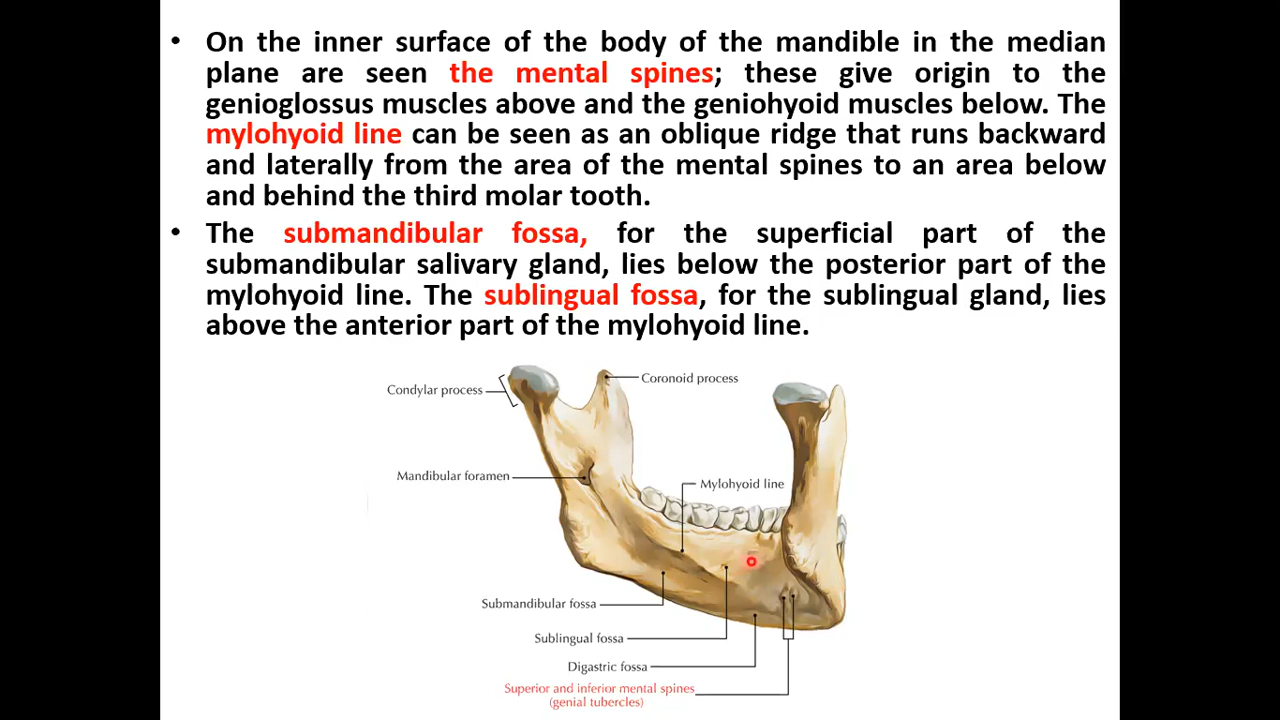 • On the inner surface of the body of the mandible in the median
plane are seen the mental spines; these give origin to the
genioglossus muscles above and the geniohyoid muscles below. The
mylohyoid line can be seen as an oblique ridge that runs backward
and laterally from the area of the mental spines to an area below
and behind the third molar tooth.
• The submandibular fossa, for the superficial part of the
submandibular salivary gland, lies below the posterior part of the
mylohyoid line. The sublingual fossa, for the sublingual gland, lies
above the anterior part of the mylohyoid line.
Condylar process
Coronoid process
Mandibular foramen
Mylohyoid line
Submandibular fossa
Sublingual fossa
Digastric fossa
Superior and inferior mental spines
(genial tubercles)